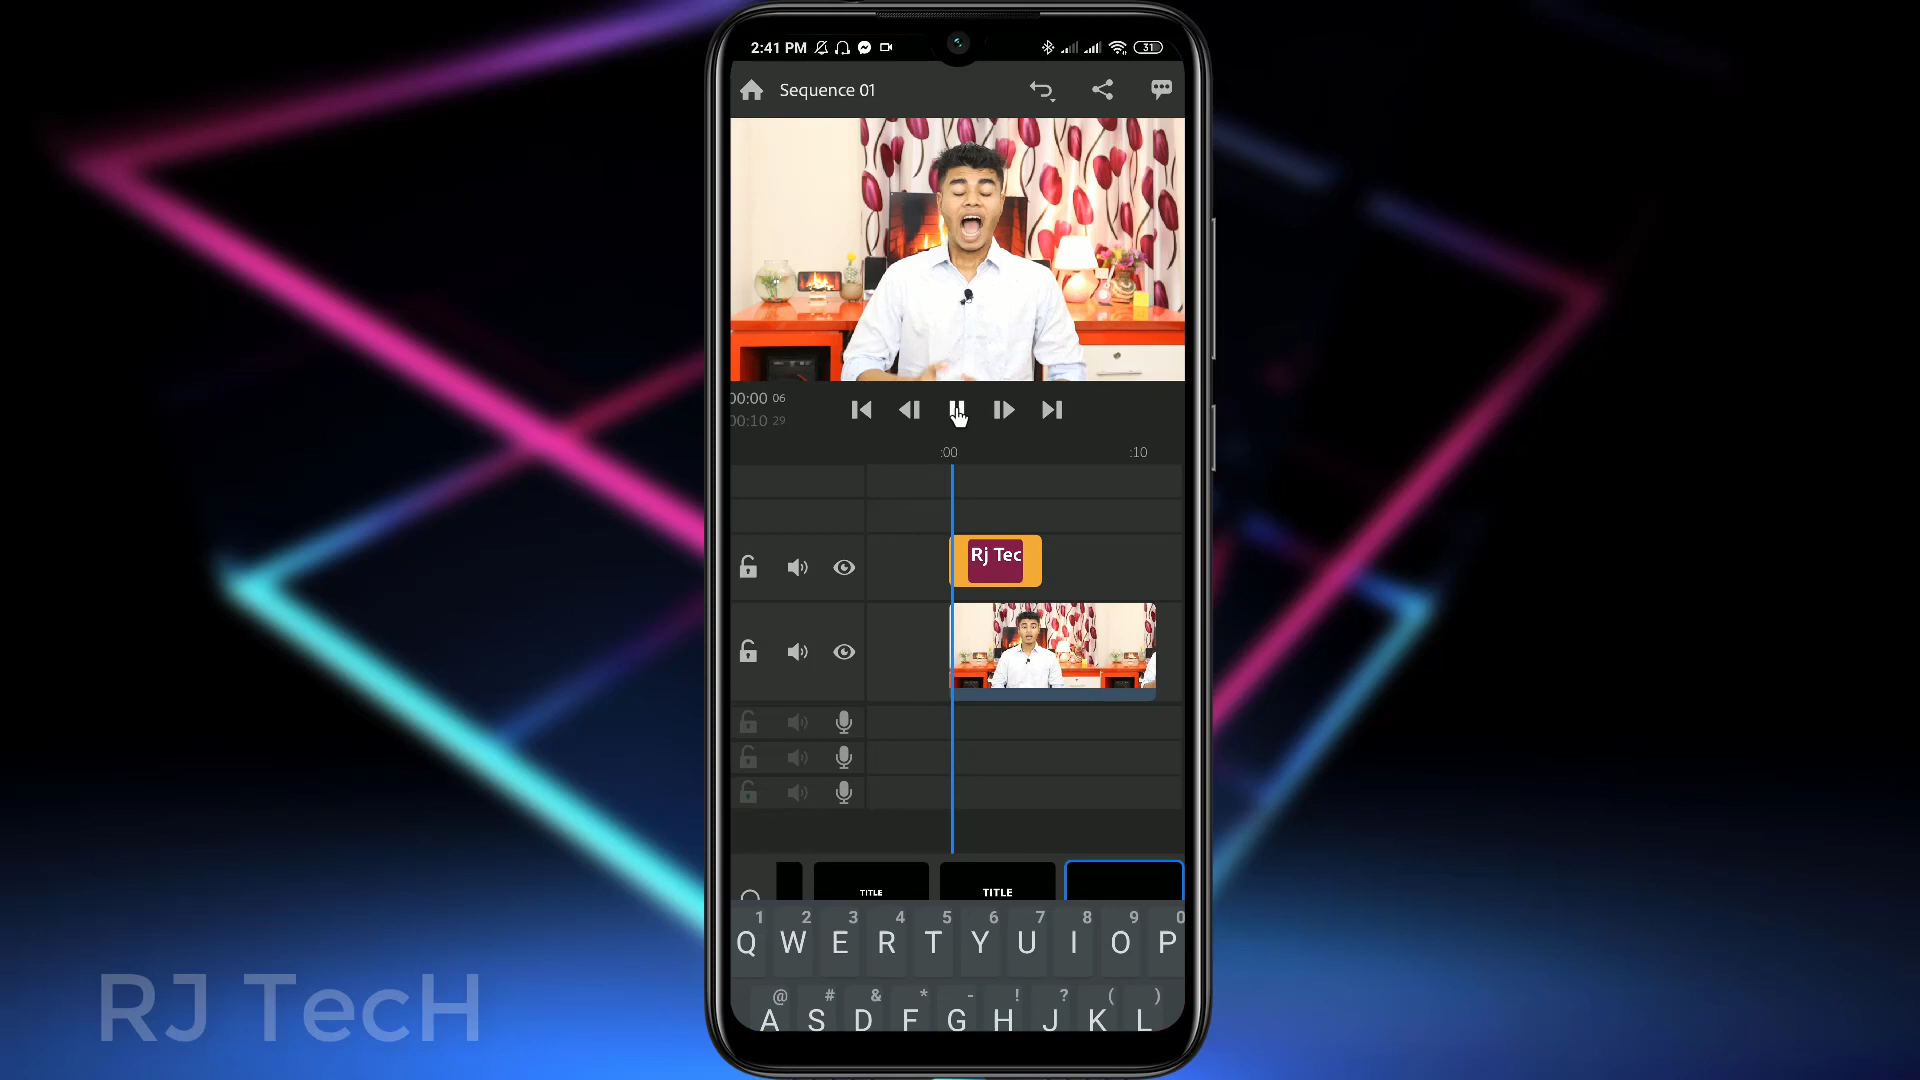 2:41 PM
31
Sequence 01
00:00 06
00:10 29
:00
:10
Rj Tec
TITLE
TITLE
1 2 3 4 5 6 7 8 9 0
Q W E R T Y U I O P
@ # & * - ! ? ( )
A S D F G H J K L
RJ TecH